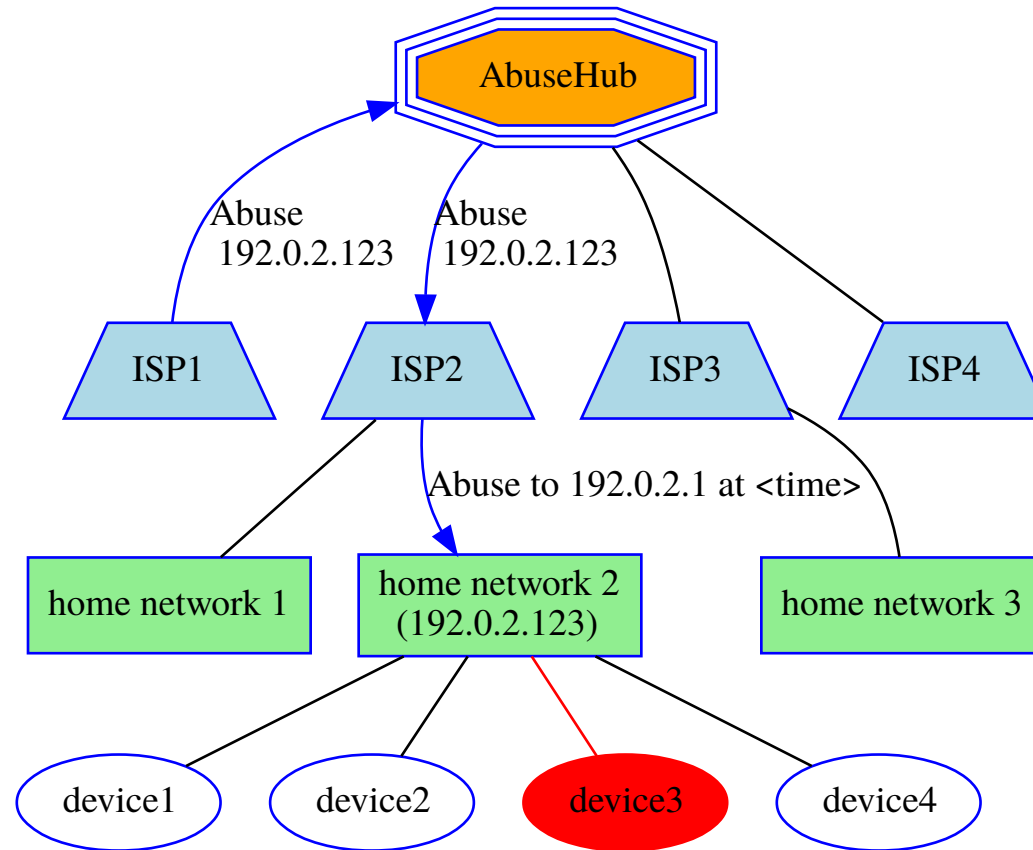 AbuseHub
Abuse
192.0.2.123
Abuse
192.0.2.123
ISP1
ISP2
ISP3
ISP4
Abuse to 192.0.2.1 at <time>
home network 1
home network 2
(192.0.2.123)
home network 3
device1
device2
device3
device4